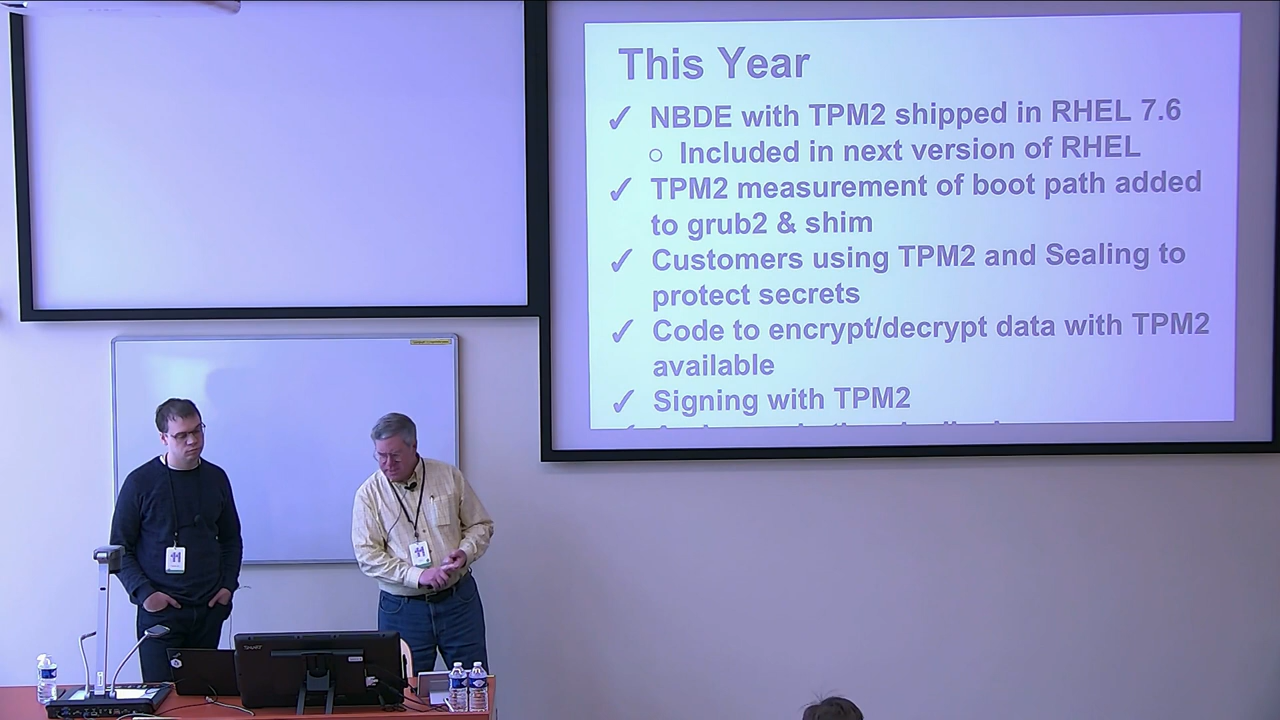 This Year
✓ NBDE with TPM2 shipped in RHEL 7.6
○ Included in next version of RHEL
✓ TPM2 measurement of boot path added
to grub2 & shim
✓ Customers using TPM2 and Sealing to
protect secrets
✓ Code to encrypt/decrypt data with TPM2
available
✓ Signing with TPM2